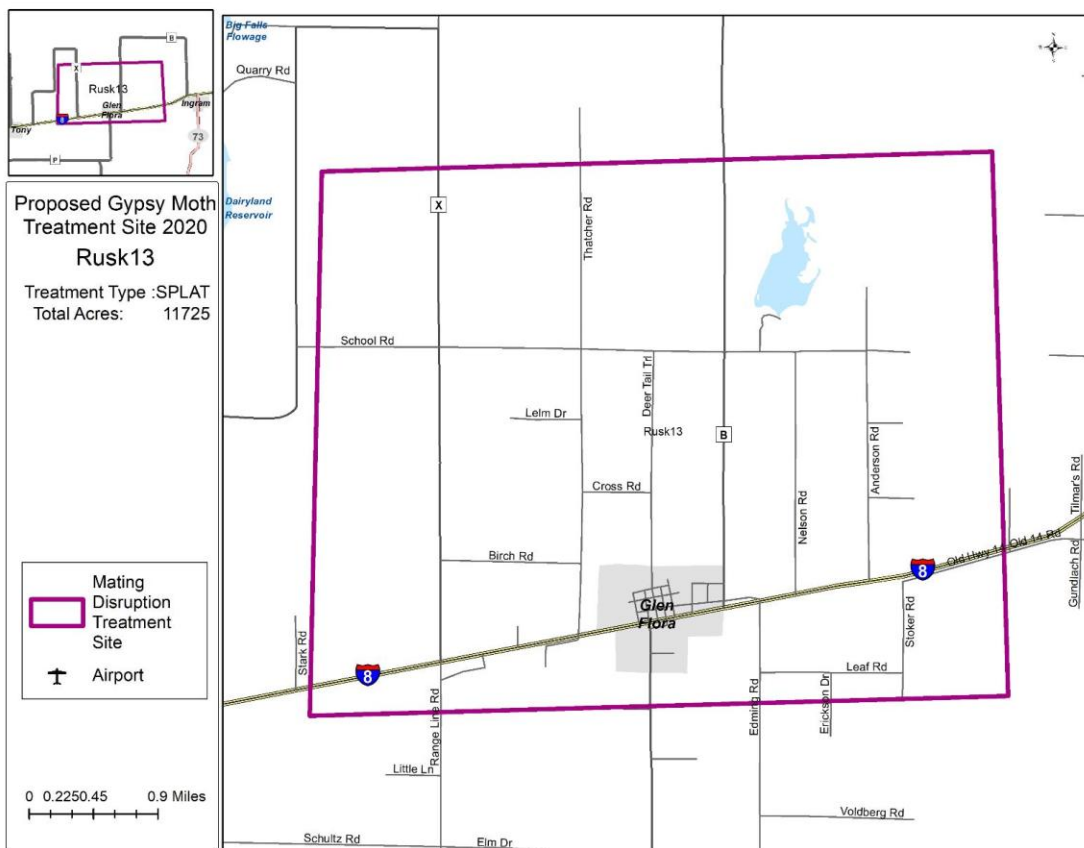 B
X
Rusk13
Glen
Flora
Ingram
Tony
8
73
P
Proposed Gypsy Moth
Treatment Site 2020
Rusk13
Treatment Type :SPLAT
Total Acres: 11725
Mating
Disruption
Treatment
Site
Airport
0 0.2250.45 0.9 Miles
Big Falls
Flowage
Quarry Rd
Dairyland
Reservoir
X
Thatcher Rd
School Rd
Deer Tail Trl
Lelm Dr
Rusk13
B
Anderson Rd
Cross Rd
Nelson Rd
Tilmar's Rd
Birch Rd
Old Hwy 14 Old 14 Rd
8
Gundlach Rd
Glen
Flora
Stoker Rd
Stark Rd
8
Leaf Rd
Range Line Rd
Edming Rd
Erickson Dr
Little Ln
Voldberg Rd
Schultz Rd
Elm Dr